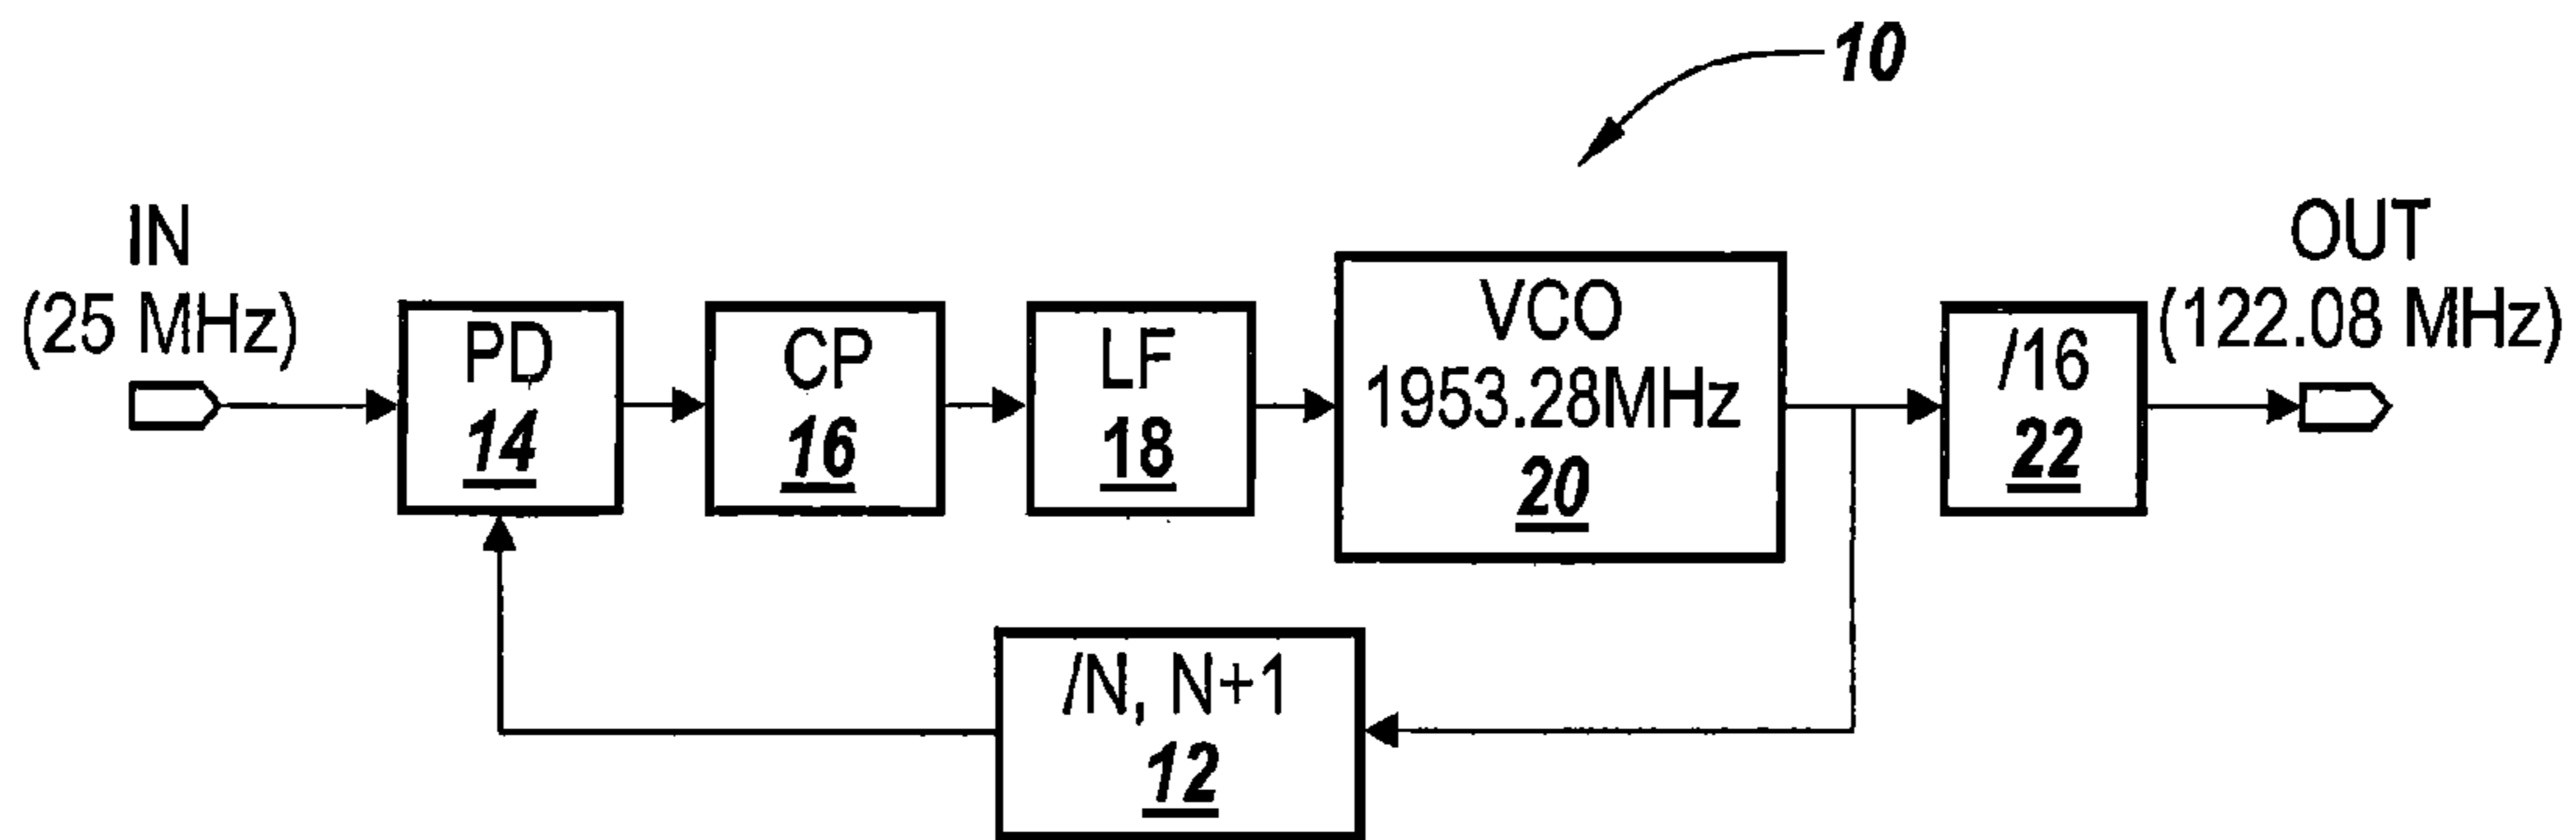 10
IN
(25 MHz)
PD
14
CP
16
LF
18
VCO
1953.28MHz
20
/16
22
OUT
(122.08 MHz)
/N, N+1
12